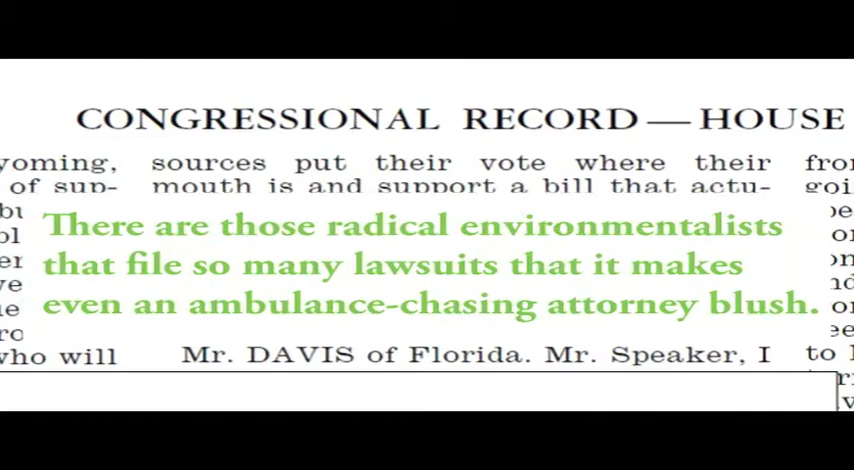 CONGRESSIONAL RECORD — HOUSE
yoming, sources put their vote where their
of sup- mouth is and support a bill that actu-
There are those radical environmentalists
that file so many lawsuits that it makes
even an ambulance-chasing attorney blush.
who will Mr. DAVIS of Florida. Mr. Speaker, I to